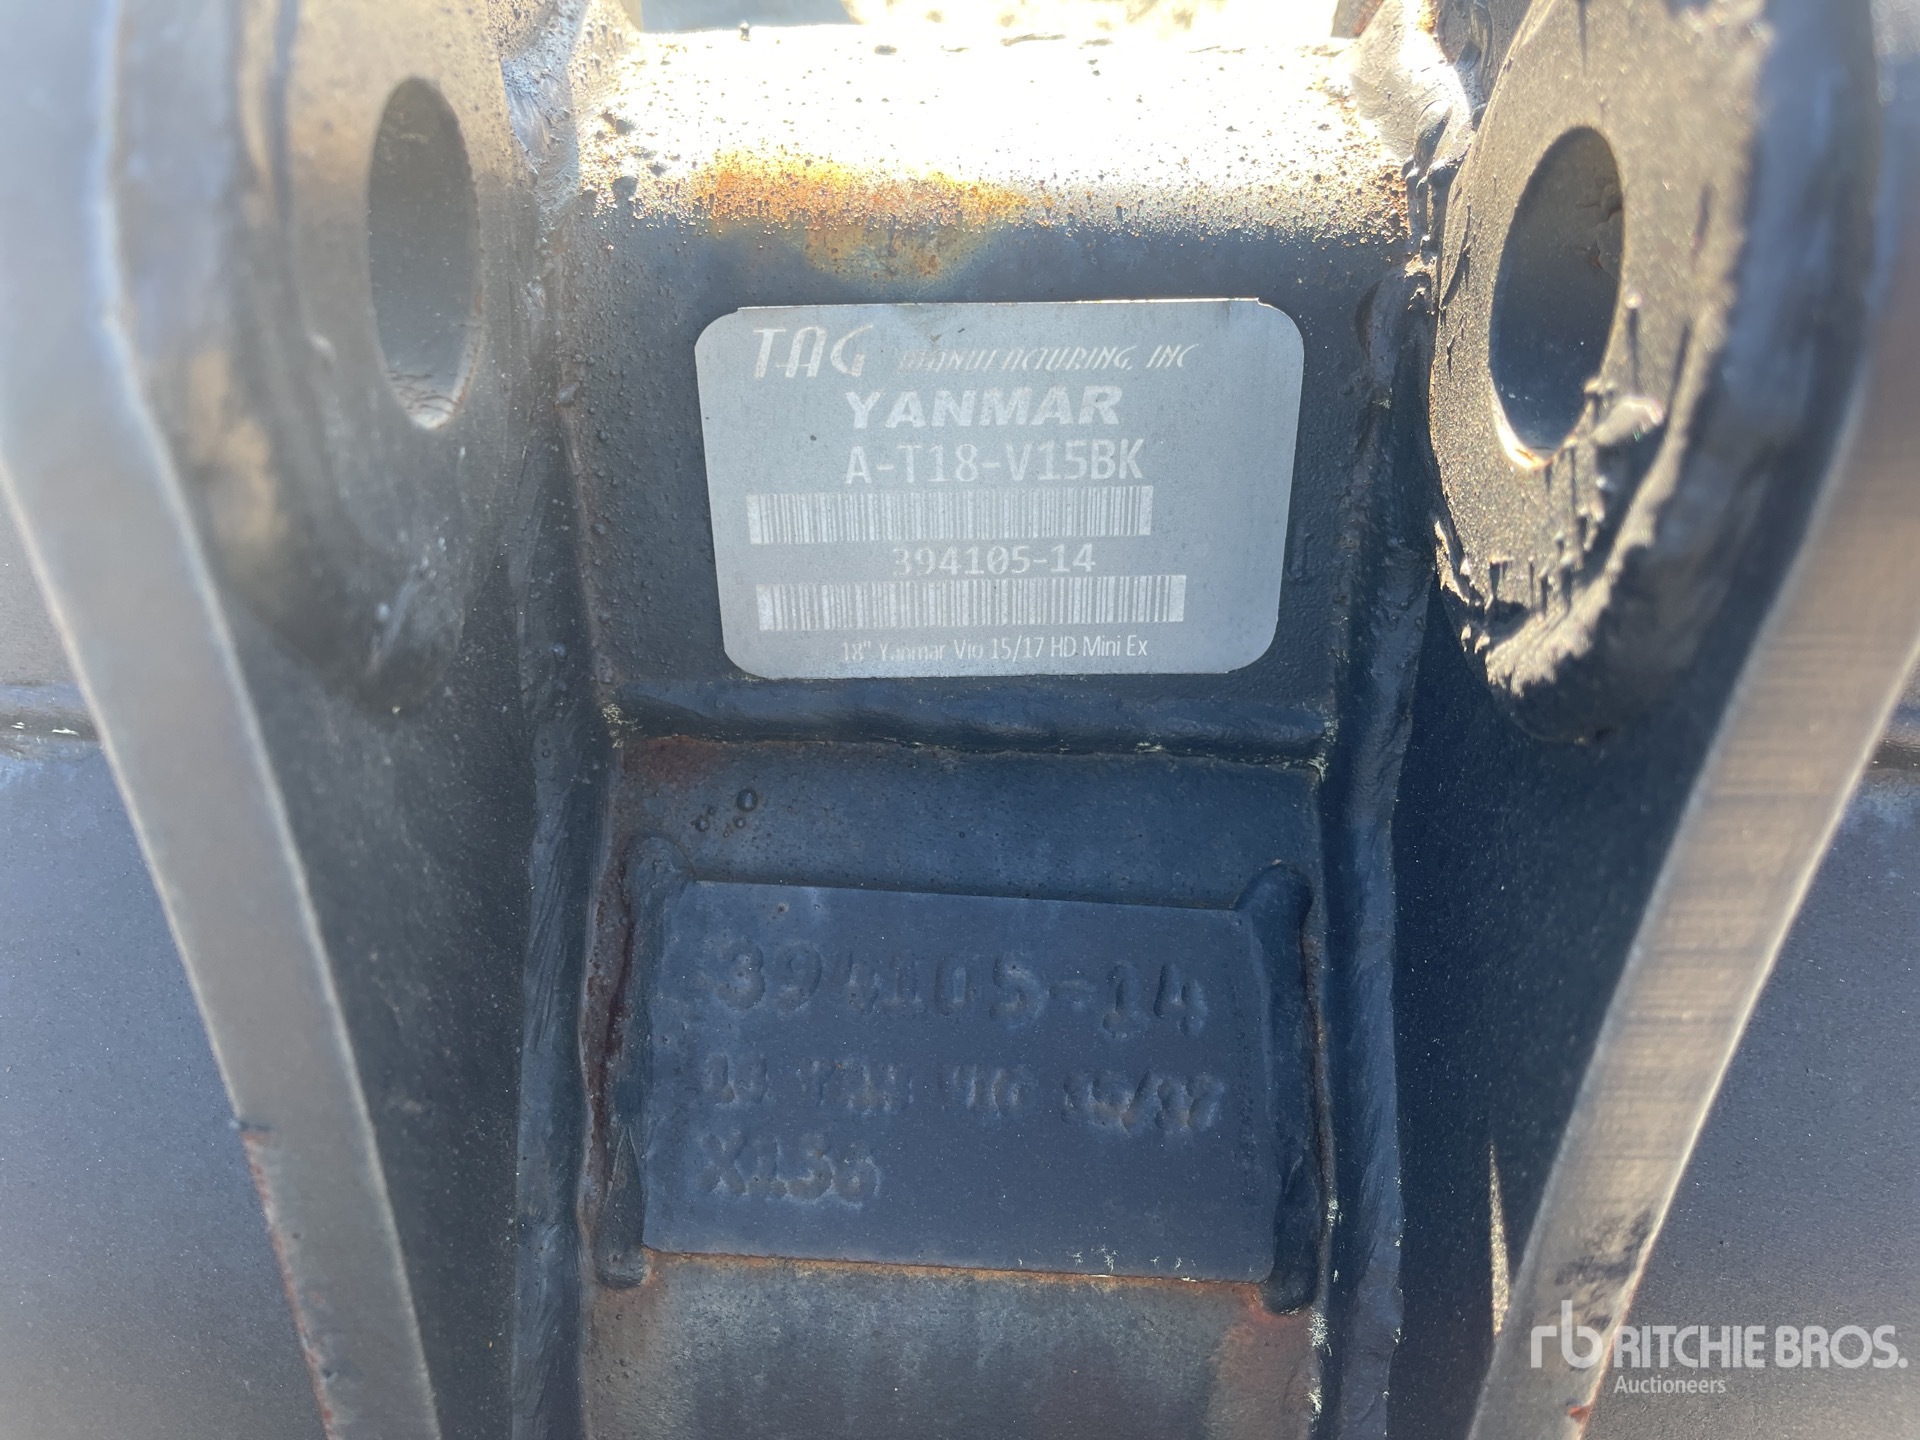 TAG MANUFACTURING, INC
YANMAR
A-T18-V15BK
394105-14
18" Yanmar Vio 15/17 HD Mini Ex
394105-14
rb RITCHIE BROS.
Auctioneers